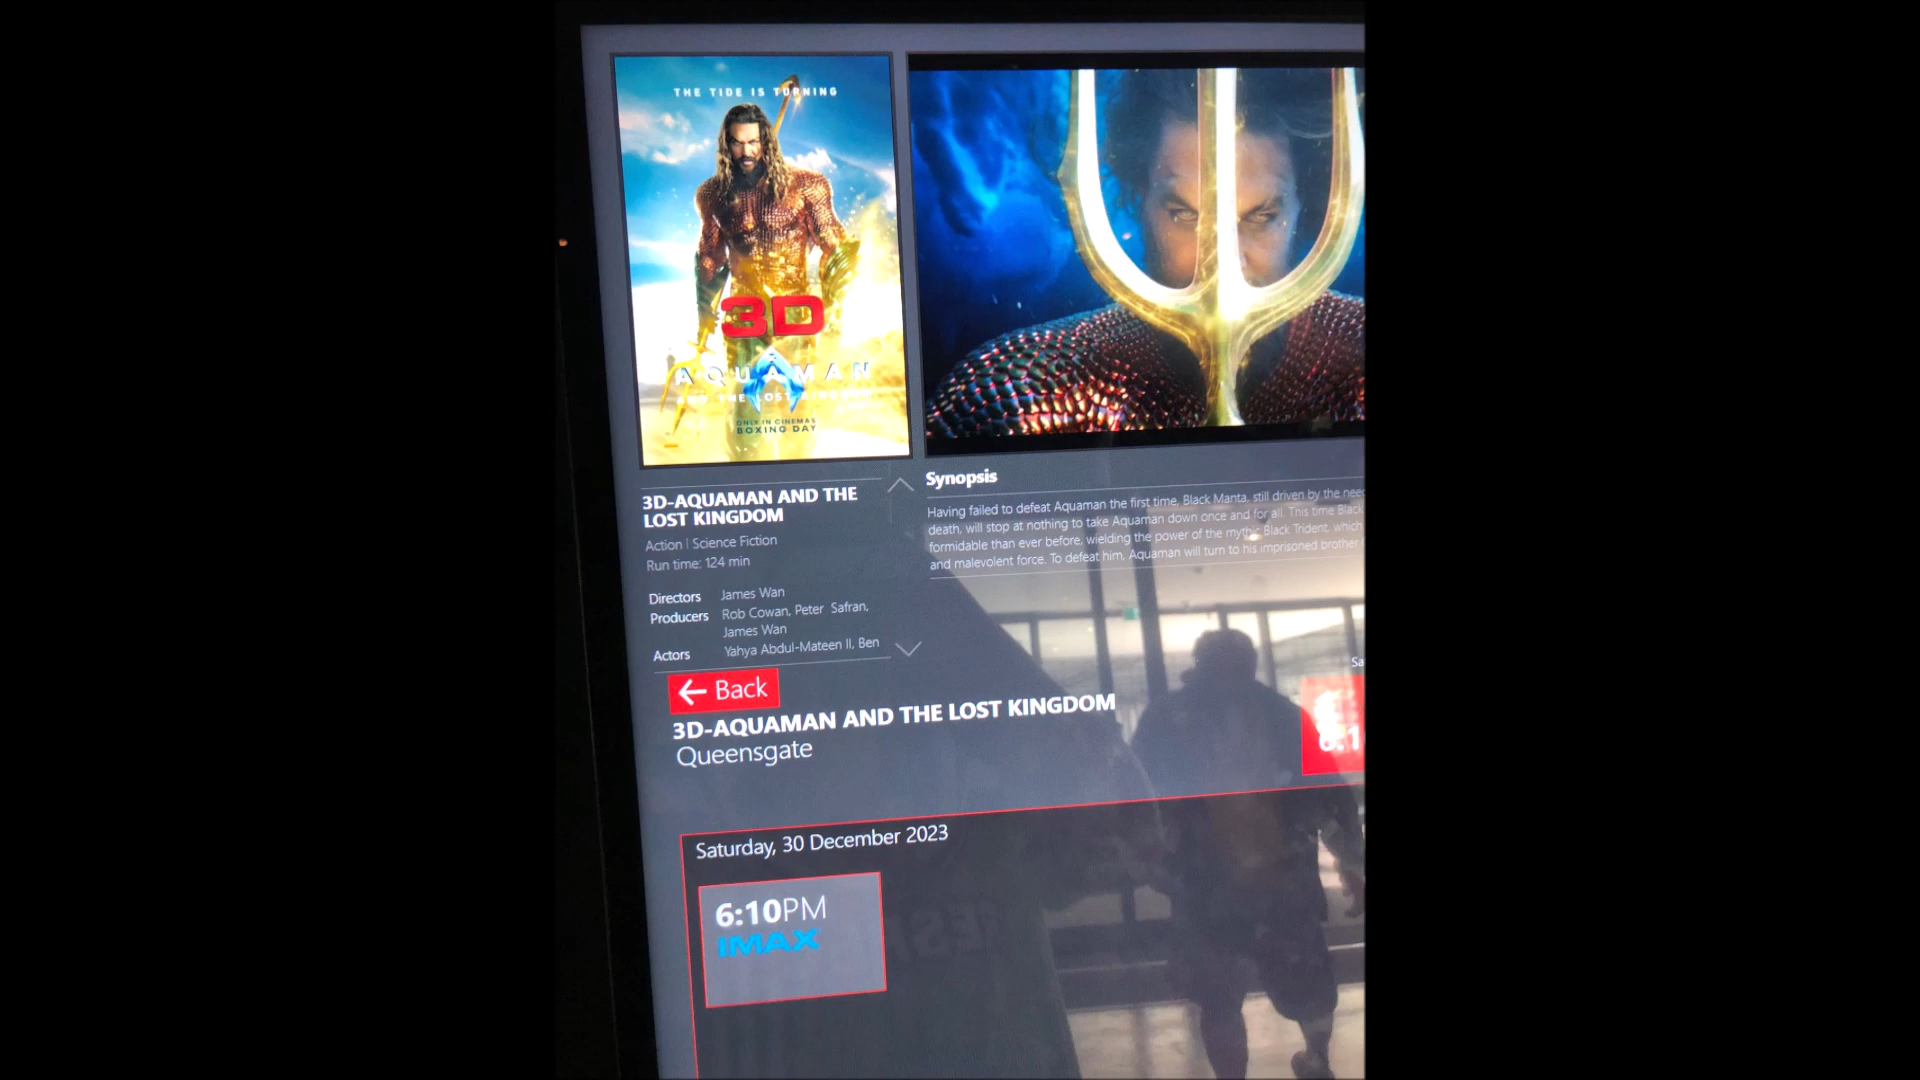 THE TIDE IS TURNING
3D
AQUAMAN
AND THE LOST KINGDOM
ONLY IN CINEMAS
BOXING DAY
3D-AQUAMAN AND THE
LOST KINGDOM
Action | Science Fiction
Run time: 124 min
Directors James Wan
Producers Rob Cowan, Peter Safran,
James Wan
Actors Yahya Abdul-Mateen II, Ben
Synopsis
Having failed to defeat Aquaman the first time, Black Manta, still driven by the need
death, will stop at nothing to take Aquaman down once and for all. This time Black
formidable than ever before, wielding the power of the mythic Black Trident, which
and malevolent force. To defeat him, Aquaman will turn to his imprisoned brother
← Back
3D-AQUAMAN AND THE LOST KINGDOM
Queensgate
Sa
6:1
Saturday, 30 December 2023
6:10PM
IMAX